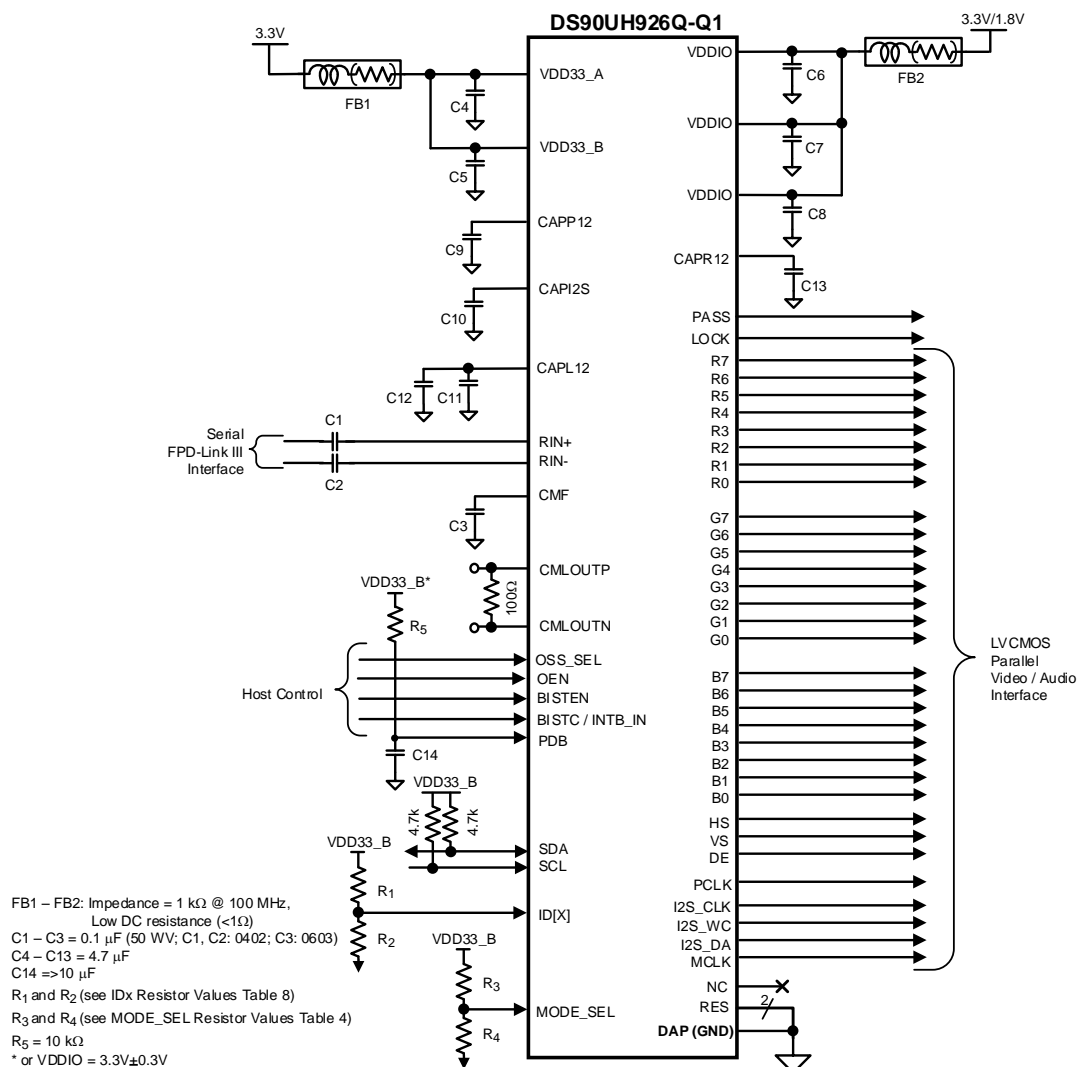 DS90UH926Q-Q1
3.3V
FB1
C4
C5
C9
C10
C12
C11
Serial
FPD-Link III
Interface
C1
C2
C3
VDD33_B*
R5
100Ω
Host Control
C14
VDD33_B
4.7k
4.7k
VDD33_B
R1
R2
VDD33_B
R3
R4
VDD33_A
VDD33_B
CAPP12
CAPI2S
CAPL12
RIN+
RIN-
CMF
CMLOUTP
CMLOUTN
OSS_SEL
OEN
BISTEN
BISTC / INTB_IN
PDB
SDA
SCL
ID[X]
MODE_SEL
VDDIO
VDDIO
VDDIO
CAPR12
PASS
LOCK
R7
R6
R5
R4
R3
R2
R1
R0
G7
G6
G5
G4
G3
G2
G1
G0
B7
B6
B5
B4
B3
B2
B1
B0
HS
VS
DE
PCLK
I2S_CLK
I2S_WC
I2S_DA
MCLK
NC
RES
2
DAP (GND)
3.3V/1.8V
FB2
C6
C7
C8
C13
LVCMOS
Parallel
Video / Audio
Interface
FB1 – FB2: Impedance = 1 kΩ @ 100 MHz,
Low DC resistance (<1Ω)
C1 – C3 = 0.1 μF (50 WV; C1, C2: 0402; C3: 0603)
C4 – C13 = 4.7 μF
C14 =>10 μF
R1 and R2 (see IDx Resistor Values Table 8)
R3 and R4 (see MODE_SEL Resistor Values Table 4)
R5 = 10 kΩ
* or VDDIO = 3.3V±0.3V